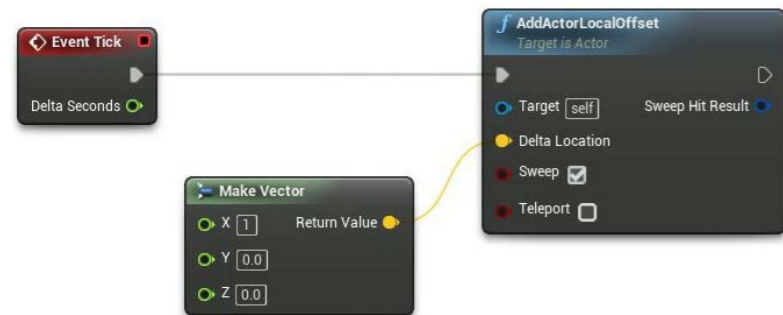 Event Tick
Delta Seconds
Make Vector
X 1 Return Value
Y 0.0
Z 0.0
f AddActorLocalOffset
Target is Actor
Target self Sweep Hit Result
Delta Location
Sweep
Teleport